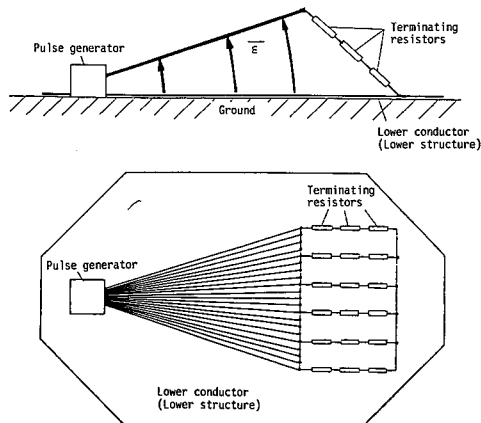 Pulse generator
Terminating
resistors
ε
Ground
Lower conductor
(Lower structure)
Terminating
resistors
Pulse generator
Lower conductor
(Lower structure)